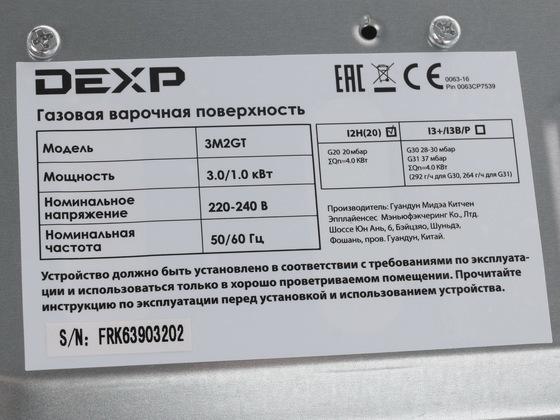 DEXP
EAC CE
0063-16
Pin 0063CP7539
Газовая варочная поверхность
Модель 3M2GT
Мощность 3.0/1.0 кВт
Номинальное
напряжение 220-240 В
Номинальная
частота 50/60 Гц
I2H(20) ☑ I3+/I3B/P ☐
G20 20мбар
ΣQn=4.0 КВт
G30 28-30 мбар
G31 37 мбар
ΣQn=4.0 КВт
(292 г/ч для G30, 264 г/ч для G31)
Производитель: Гуандун Мидэа Китчен
Эпплайенсес Мэньюфэкчеринг Ко., Лтд.
Шоссе Юн Ань, 6, Бэйцзяо, Шуньдэ,
Фошань, пров. Гуандун, Китай.
Устройство должно быть установлено в соответствии с требованиями по эксплуата-
ции и использоваться только в хорошо проветриваемом помещении. Прочитайте
инструкцию по эксплуатации перед установкой и использованием устройства.
S/N: FRK63903202